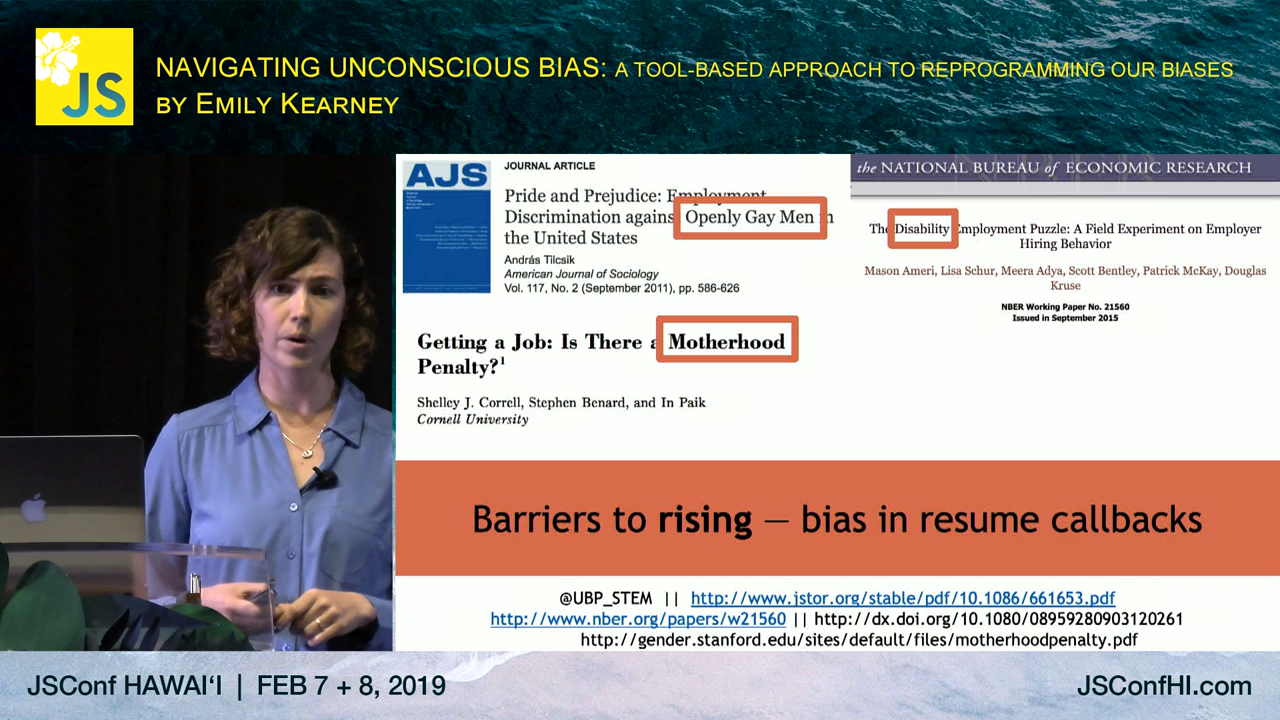 JS
NAVIGATING UNCONSCIOUS BIAS: A TOOL-BASED APPROACH TO REPROGRAMMING OUR BIASES
BY EMILY KEARNEY
AJS
JOURNAL ARTICLE
Pride and Prejudice: Employment
Discrimination against Openly Gay Men in
the United States
András Tilcsik
American Journal of Sociology
Vol. 117, No. 2 (September 2011), pp. 586-626
the NATIONAL BUREAU of ECONOMIC RESEARCH
The Disability Employment Puzzle: A Field Experiment on Employer
Hiring Behavior
Mason Ameri, Lisa Schur, Meera Adya, Scott Bentley, Patrick McKay, Douglas
Kruse
NBER Working Paper No. 21560
Issued in September 2015
Getting a Job: Is There a Motherhood
Penalty?¹
Shelley J. Correll, Stephen Benard, and In Paik
Cornell University
Barriers to rising — bias in resume callbacks
@UBP_STEM || http://www.jstor.org/stable/pdf/10.1086/661653.pdf
http://www.nber.org/papers/w21560 || http://dx.doi.org/10.1080/08959280903120261
http://gender.stanford.edu/sites/default/files/motherhoodpenalty.pdf
JSConf HAWAIʻI | FEB 7 + 8, 2019
JSConfHI.com